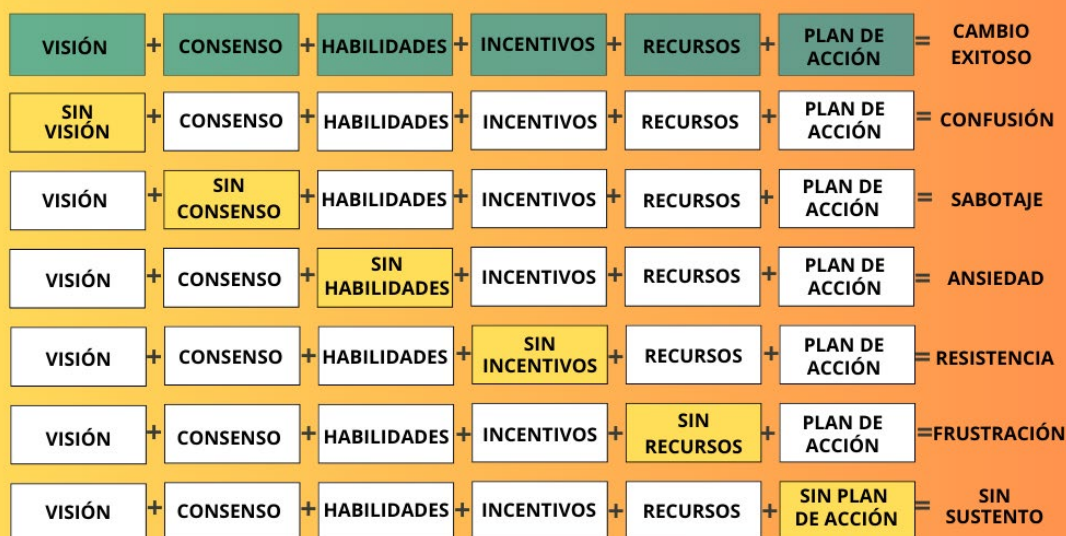 VISIÓN + CONSENSO + HABILIDADES + INCENTIVOS + RECURSOS + PLAN DE ACCIÓN = CAMBIO EXITOSO
SIN VISIÓN + CONSENSO + HABILIDADES + INCENTIVOS + RECURSOS + PLAN DE ACCIÓN = CONFUSIÓN
VISIÓN + SIN CONSENSO + HABILIDADES + INCENTIVOS + RECURSOS + PLAN DE ACCIÓN = SABOTAJE
VISIÓN + CONSENSO + SIN HABILIDADES + INCENTIVOS + RECURSOS + PLAN DE ACCIÓN = ANSIEDAD
VISIÓN + CONSENSO + HABILIDADES + SIN INCENTIVOS + RECURSOS + PLAN DE ACCIÓN = RESISTENCIA
VISIÓN + CONSENSO + HABILIDADES + INCENTIVOS + SIN RECURSOS + PLAN DE ACCIÓN = FRUSTRACIÓN
VISIÓN + CONSENSO + HABILIDADES + INCENTIVOS + RECURSOS + SIN PLAN DE ACCIÓN = SIN SUSTENTO